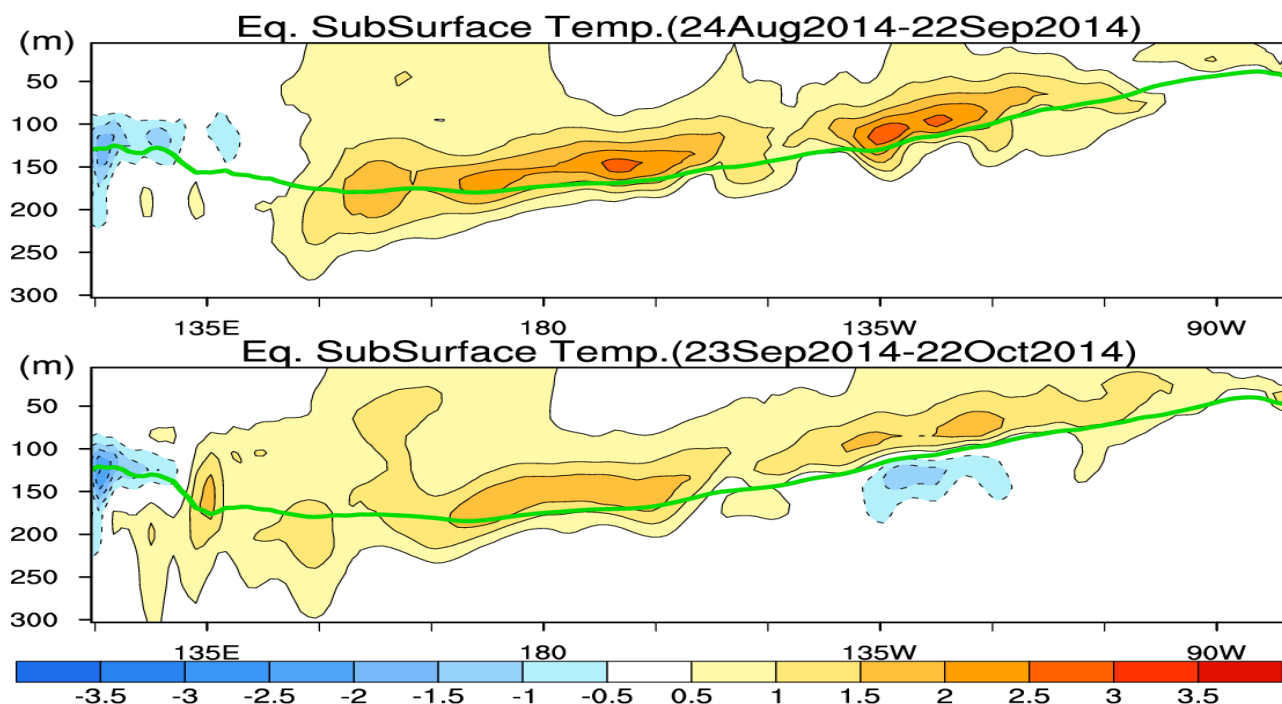 Eq. SubSurface Temp.(24Aug2014-22Sep2014)
(m)
50
100
150
200
250
300
135E 180 135W 90W
Eq. SubSurface Temp.(23Sep2014-22Oct2014)
(m)
50
100
150
200
250
300
135E 180 135W 90W
-3.5 -3 -2.5 -2 -1.5 -1 -0.5 0.5 1 1.5 2 2.5 3 3.5